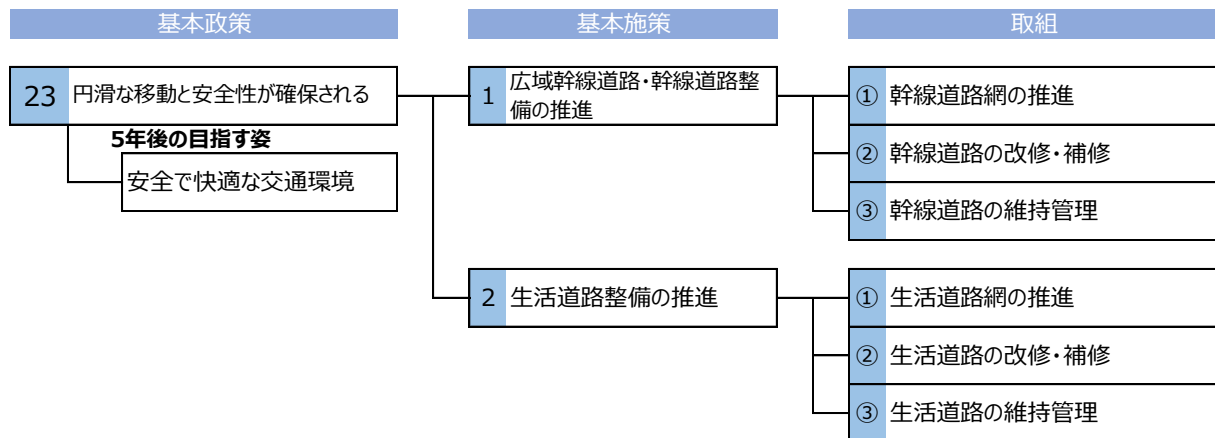 基本政策
基本施策
取組
23 円滑な移動と安全性が確保される
5年後の目指す姿
安全で快適な交通環境
1 広域幹線道路・幹線道路整
備の推進
① 幹線道路網の推進
② 幹線道路の改修・補修
③ 幹線道路の維持管理
2 生活道路整備の推進
① 生活道路網の推進
② 生活道路の改修・補修
③ 生活道路の維持管理